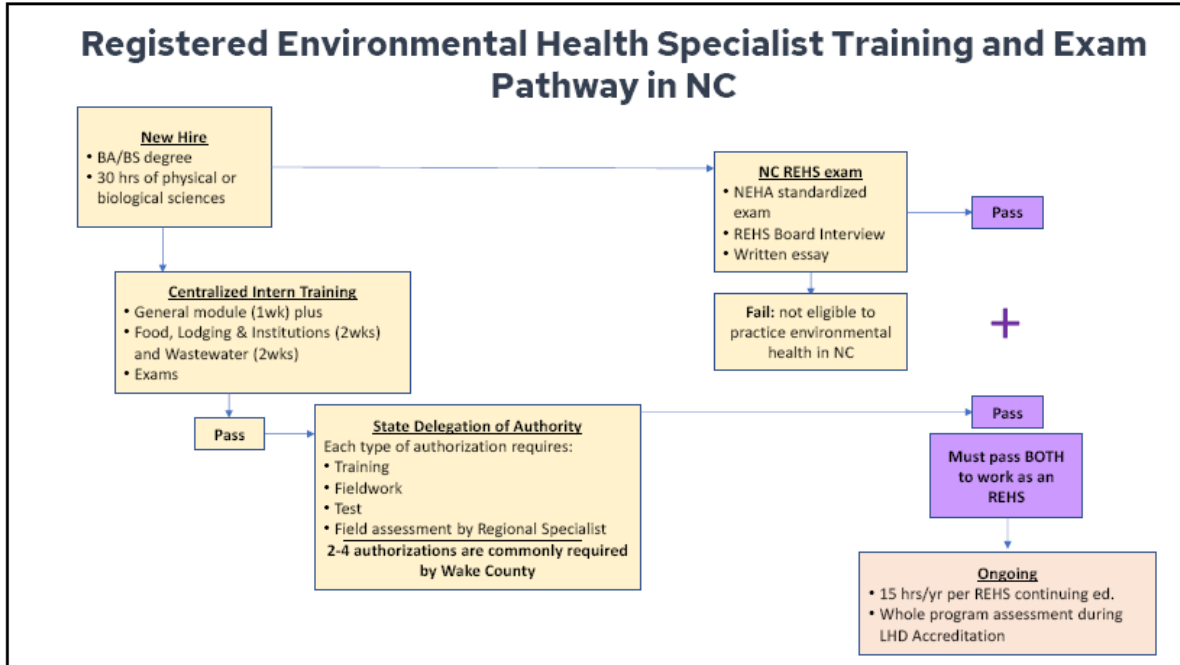 Registered Environmental Health Specialist Training and Exam
Pathway in NC
New Hire
• BA/BS degree
• 30 hrs of physical or
biological sciences
NC REHS exam
• NEHA standardized
exam
• REHS Board Interview
• Written essay
Pass
Fail: not eligible to
practice environmental
health in NC
+
Centralized Intern Training
• General module (1wk) plus
• Food, Lodging & Institutions (2wks)
and Wastewater (2wks)
• Exams
Pass
State Delegation of Authority
Each type of authorization requires:
• Training
• Fieldwork
• Test
• Field assessment by Regional Specialist
2-4 authorizations are commonly required
by Wake County
Pass
Must pass BOTH
to work as an
REHS
Ongoing
• 15 hrs/yr per REHS continuing ed.
• Whole program assessment during
LHD Accreditation